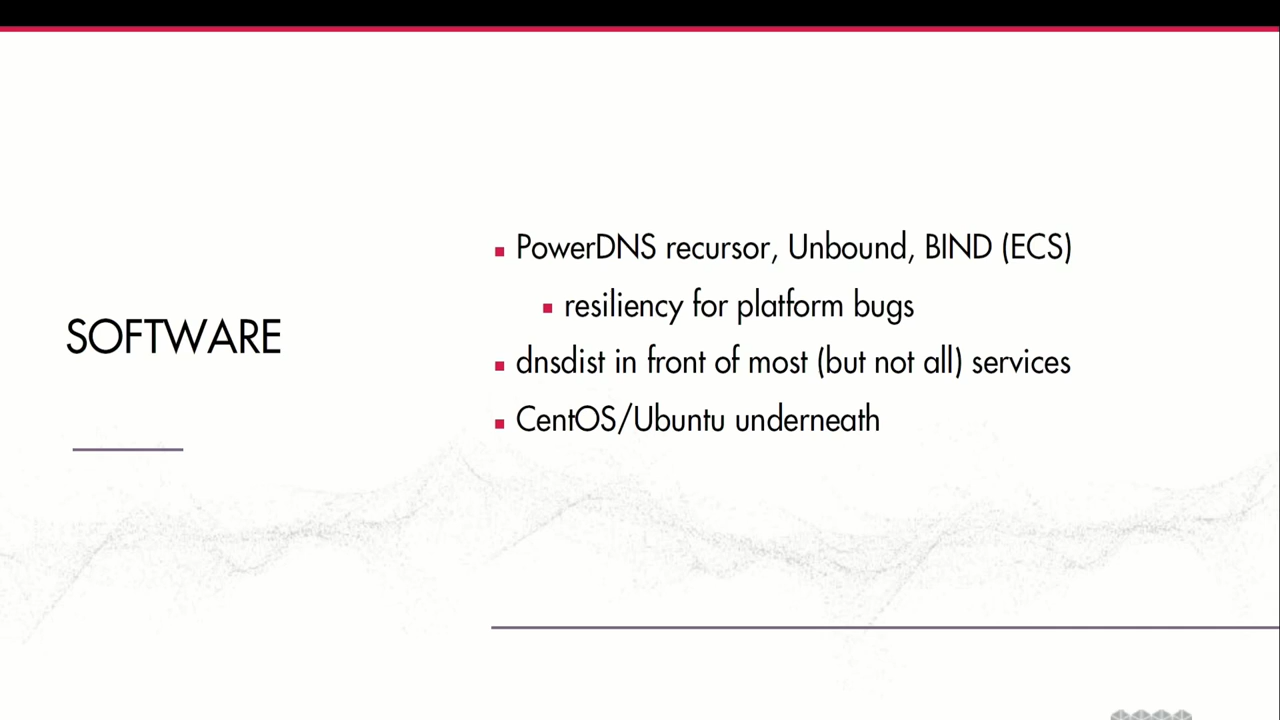 SOFTWARE
PowerDNS recursor, Unbound, BIND (ECS)
resiliency for platform bugs
dnsdist in front of most (but not all) services
CentOS/Ubuntu underneath